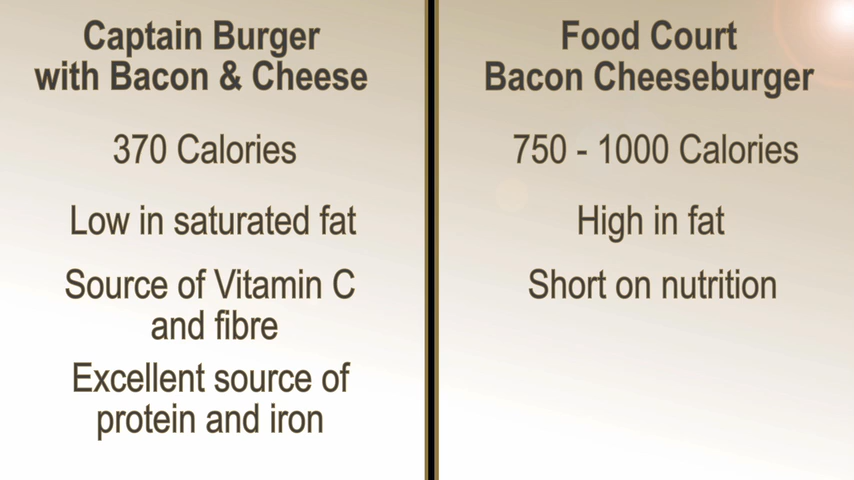 Captain Burger
with Bacon & Cheese
370 Calories
Low in saturated fat
Source of Vitamin C
and fibre
Excellent source of
protein and iron
Food Court
Bacon Cheeseburger
750 - 1000 Calories
High in fat
Short on nutrition